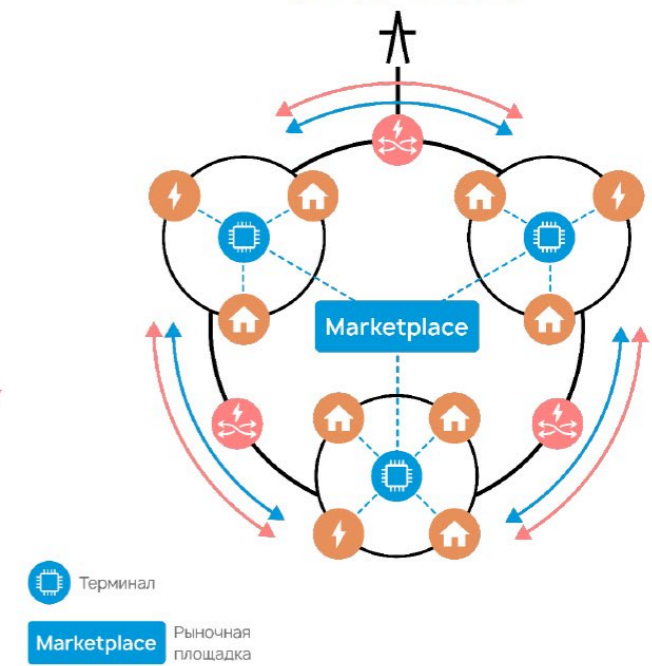 Marketplace
Терминал
Marketplace
Рыночная
площадка